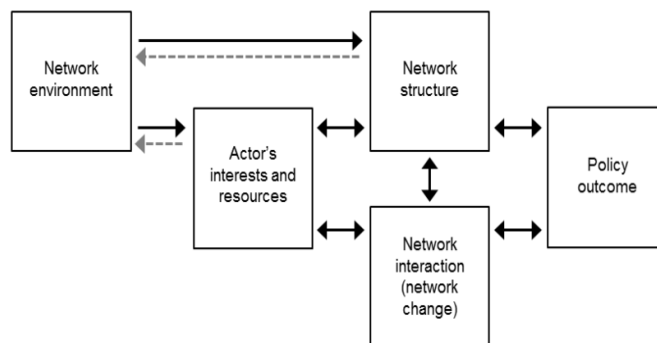 Network
environment
Network
structure
Actor's
interests and
resources
Policy
outcome
Network
interaction
(network
change)